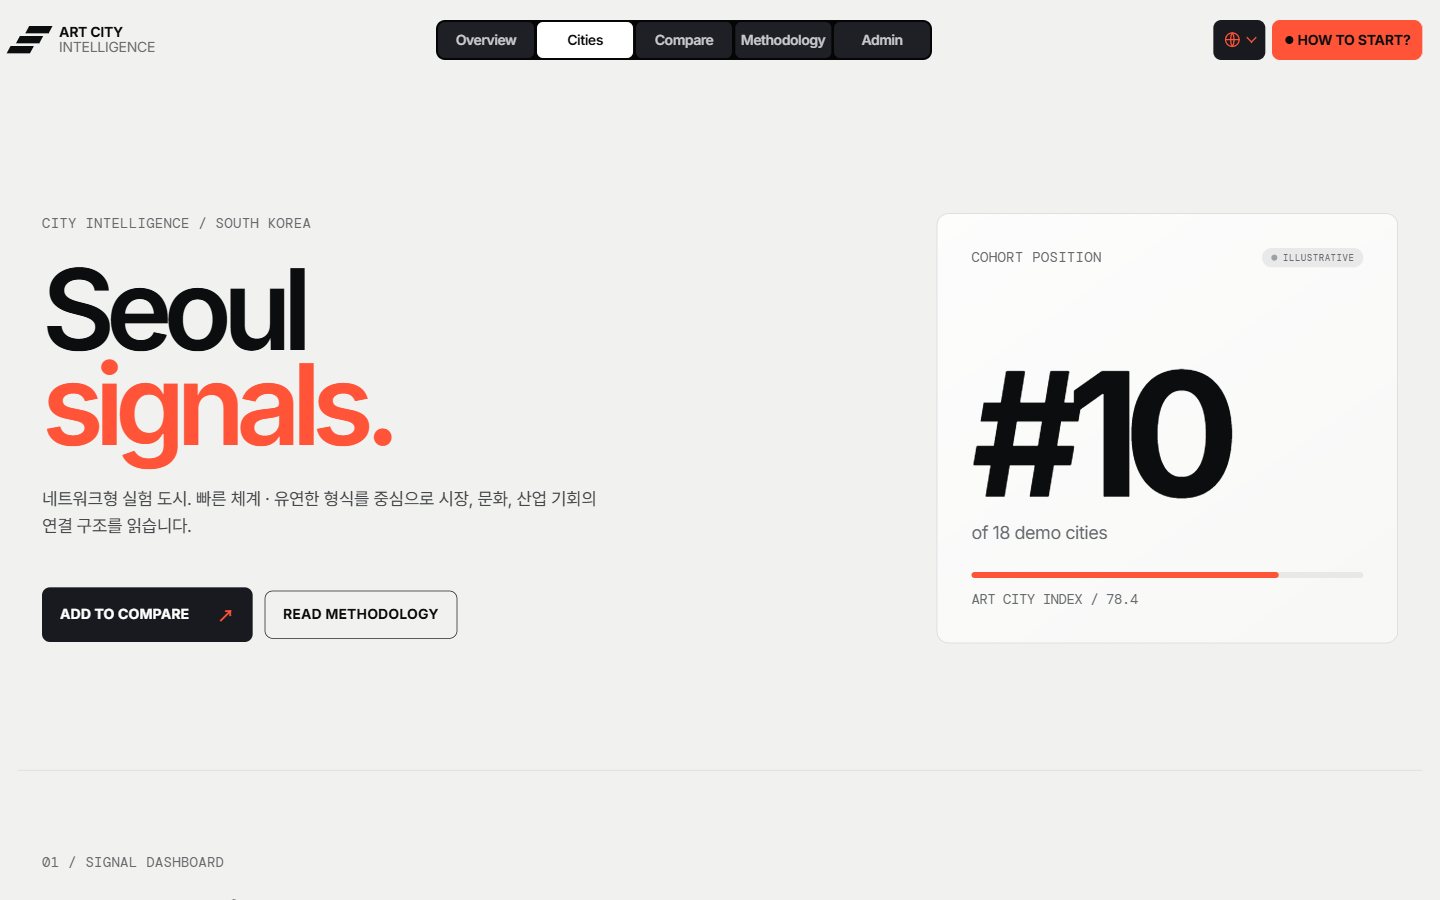 ART CITY
INTELLIGENCE
Overview
Cities
Compare
Methodology
Admin
HOW TO START?
CITY INTELLIGENCE / SOUTH KOREA
Seoul
signals.
네트워크형 실험 도시. 빠른 체계 · 유연한 형식를 중심으로 시장, 문화, 산업 기회의
연결 구조를 읽습니다.
ADD TO COMPARE ↗
READ METHODOLOGY
COHORT POSITION
ILLUSTRATIVE
#10
of 18 demo cities
ART CITY INDEX / 78.4
01 / SIGNAL DASHBOARD